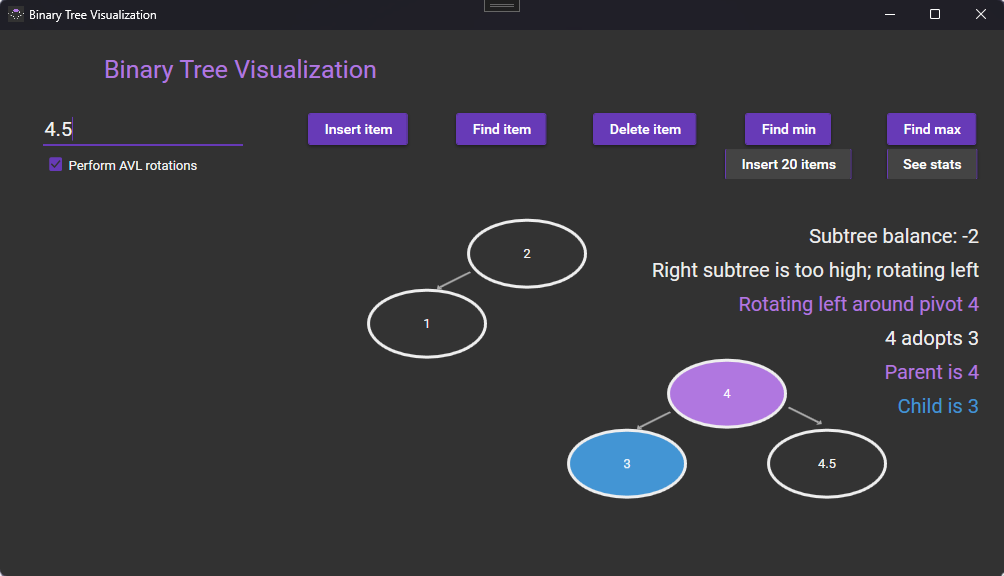 Binary Tree Visualization
Binary Tree Visualization
4.5
Insert item
Find item
Delete item
Find min
Find max
Perform AVL rotations
Insert 20 items
See stats
Subtree balance: -2
Right subtree is too high; rotating left
Rotating left around pivot 4
4 adopts 3
Parent is 4
Child is 3
2
1
4
3
4.5